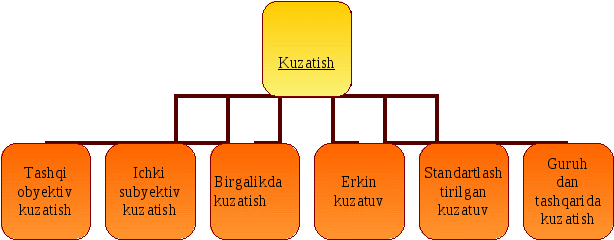 Kuzatish
Tashqi
obyektiv
kuzatish
Ichki
subyektiv
kuzatish
Birgalikda
kuzatish
Erkin
kuzatuv
Standartlash
tirilgan
kuzatuv
Guruh
dan
tashqarida
kuzatish